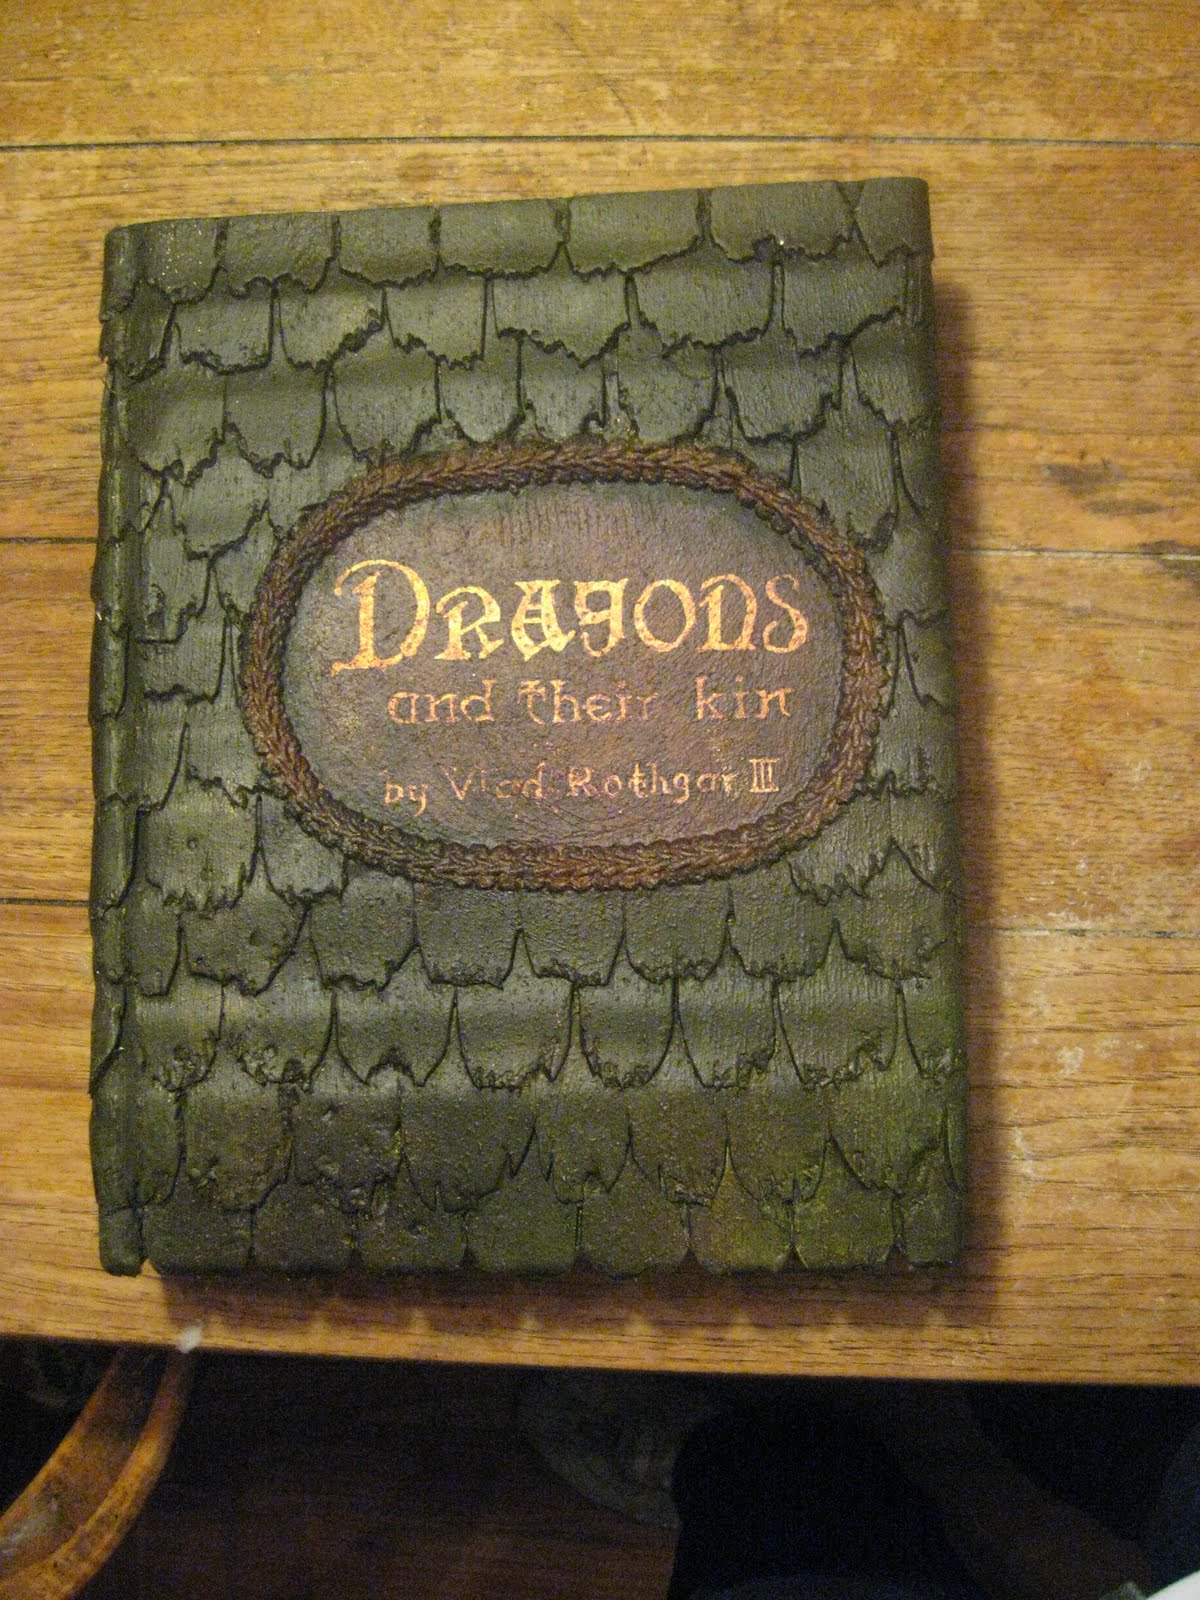 Dragons
and their kin
by Vlad Rothgar III